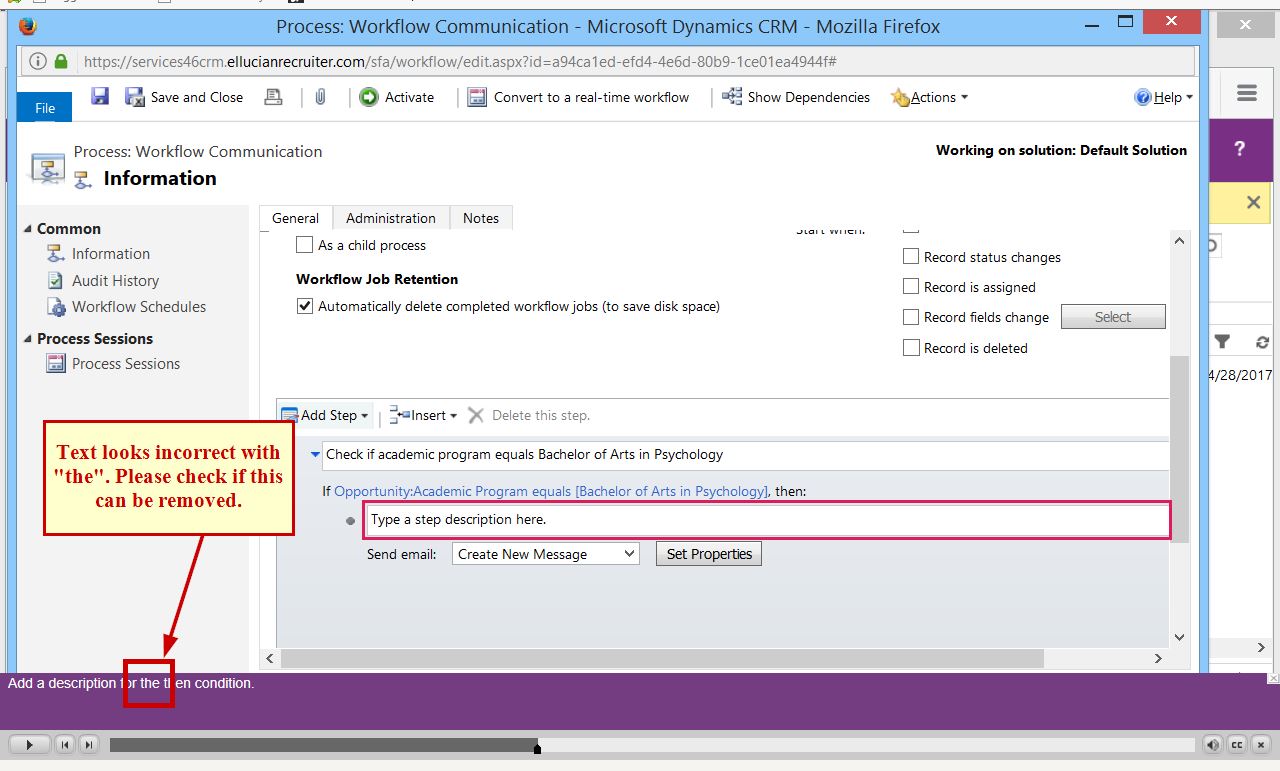 Process: Workflow Communication - Microsoft Dynamics CRM - Mozilla Firefox
https://services46crm.ellucianrecruiter.com/sfa/workflow/edit.aspx?id=a94ca1ed-efd4-4e6d-80b9-1ceb1ea4944f#
File
Save and Close
Activate
Convert to a real-time workflow
Show Dependencies
Actions
Help
Process: Workflow Communication
Information
Working on solution: Default Solution
?
Common
Information
Audit History
Workflow Schedules
Process Sessions
Process Sessions
General
Administration
Notes
As a child process
Start when:
Workflow Job Retention
Automatically delete completed workflow jobs (to save disk space)
Record status changes
Record is assigned
Record fields change
Select
Record is deleted
4/28/2017
Add Step
Insert
Delete this step.
Check if academic program equals Bachelor of Arts in Psychology
If Opportunity:Academic Program equals [Bachelor of Arts in Psychology], then:
Type a step description here.
Send email:
Create New Message
Set Properties
Text looks incorrect with
"the". Please check if this
can be removed.
Add a description for the then condition.
CC